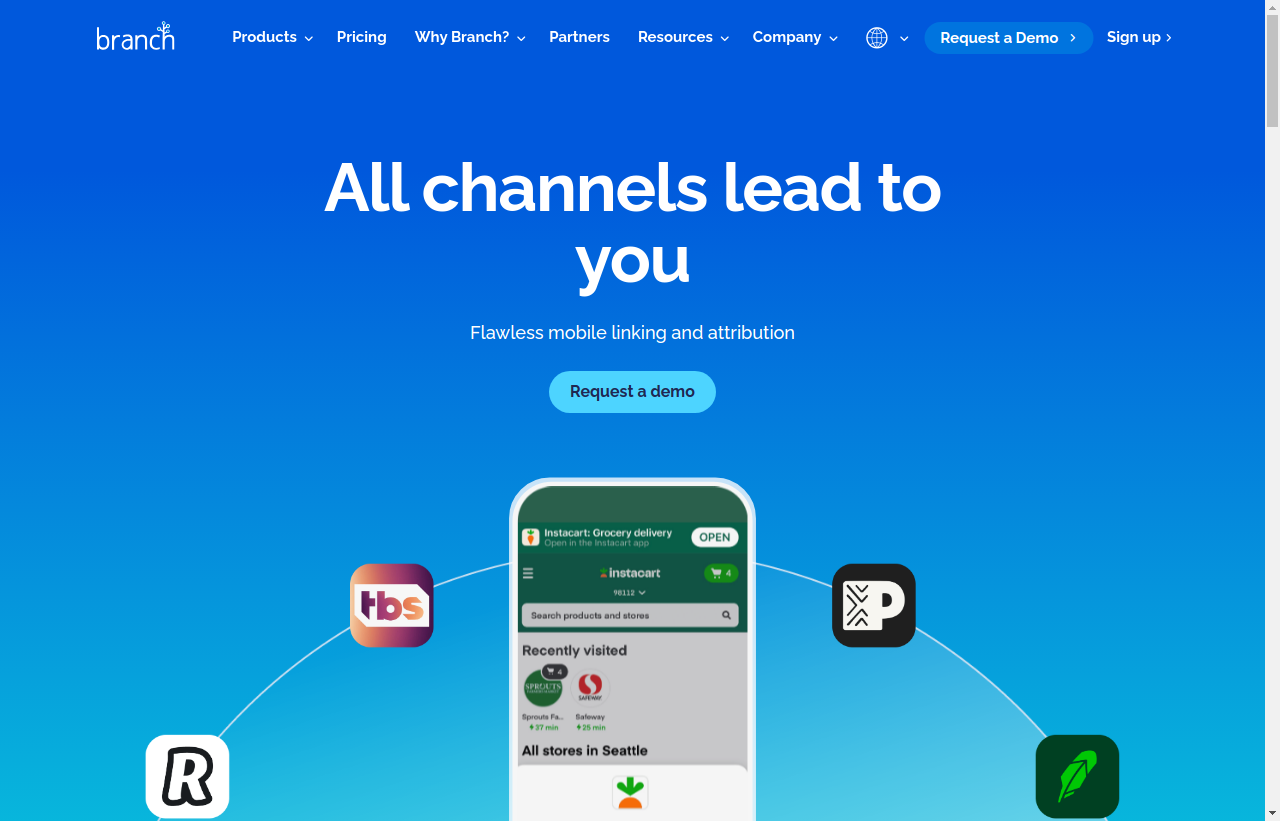 branch
Products
Pricing
Why Branch?
Partners
Resources
Company
Request a Demo
Sign up
All channels lead to
you
Flawless mobile linking and attribution
Request a demo
Instacart: Grocery delivery
Open in the Instacart app
OPEN
instacart
4
98112
Search products and stores
Recently visited
4
SPROUTS
SAFEWAY
Sprouts Fa...
Safeway
37 min
25 min
All stores in Seattle
tbs
P
R